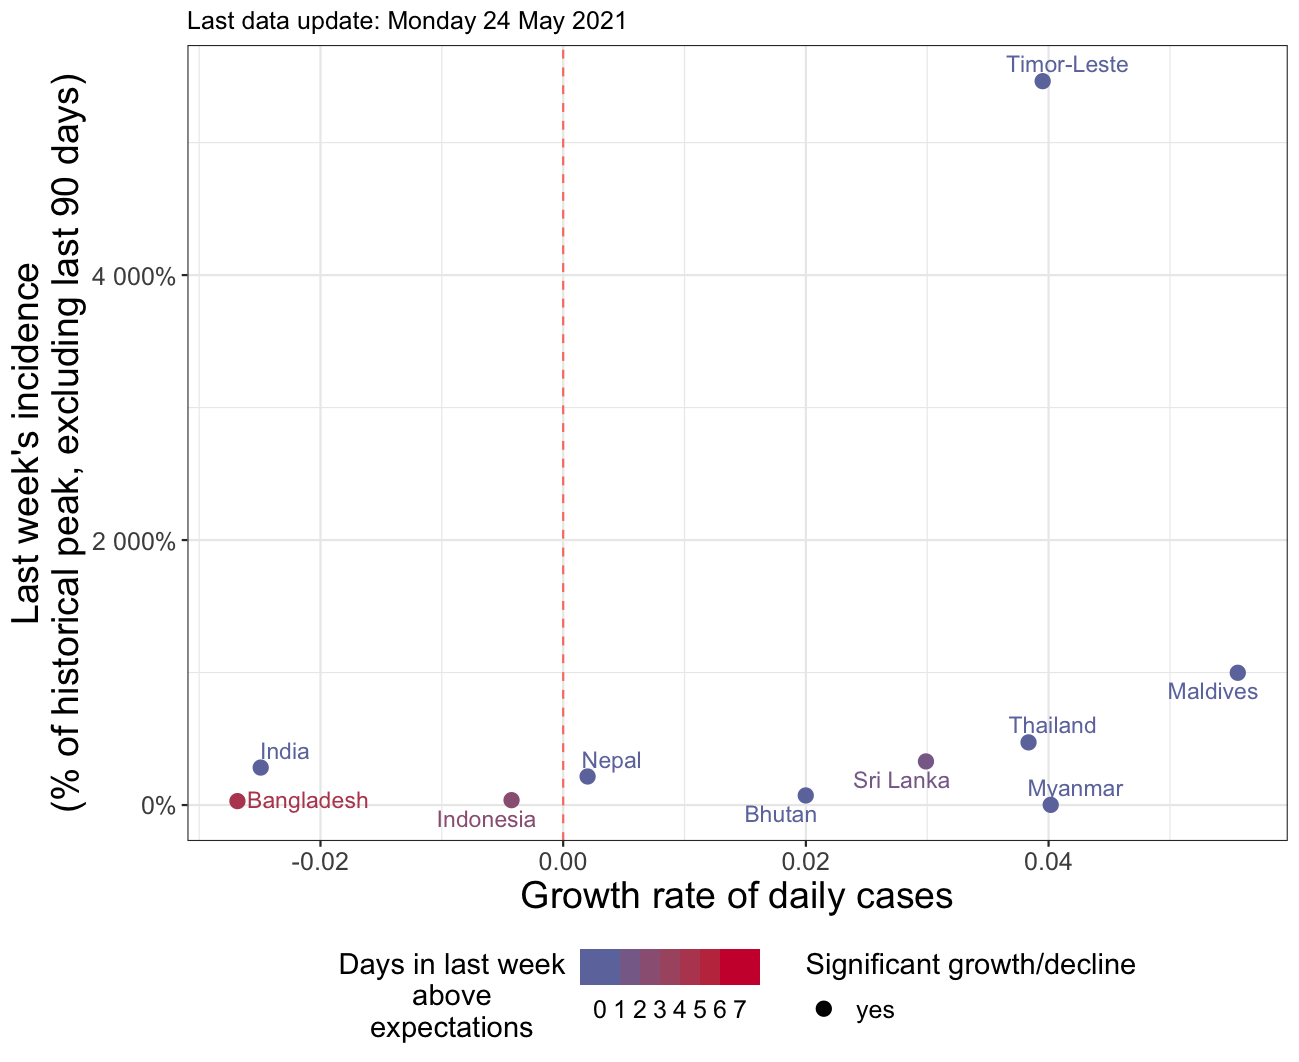 Last data update: Monday 24 May 2021
Last week's incidence
(% of historical peak, excluding last 90 days)
4 000%
2 000%
0%
Timor-Leste
Maldives
Thailand
India
Nepal
Sri Lanka
Myanmar
Bangladesh
Indonesia
Bhutan
-0.02
0.00
0.02
0.04
Growth rate of daily cases
Days in last week
above
expectations
0 1 2 3 4 5 6 7
Significant growth/decline
yes